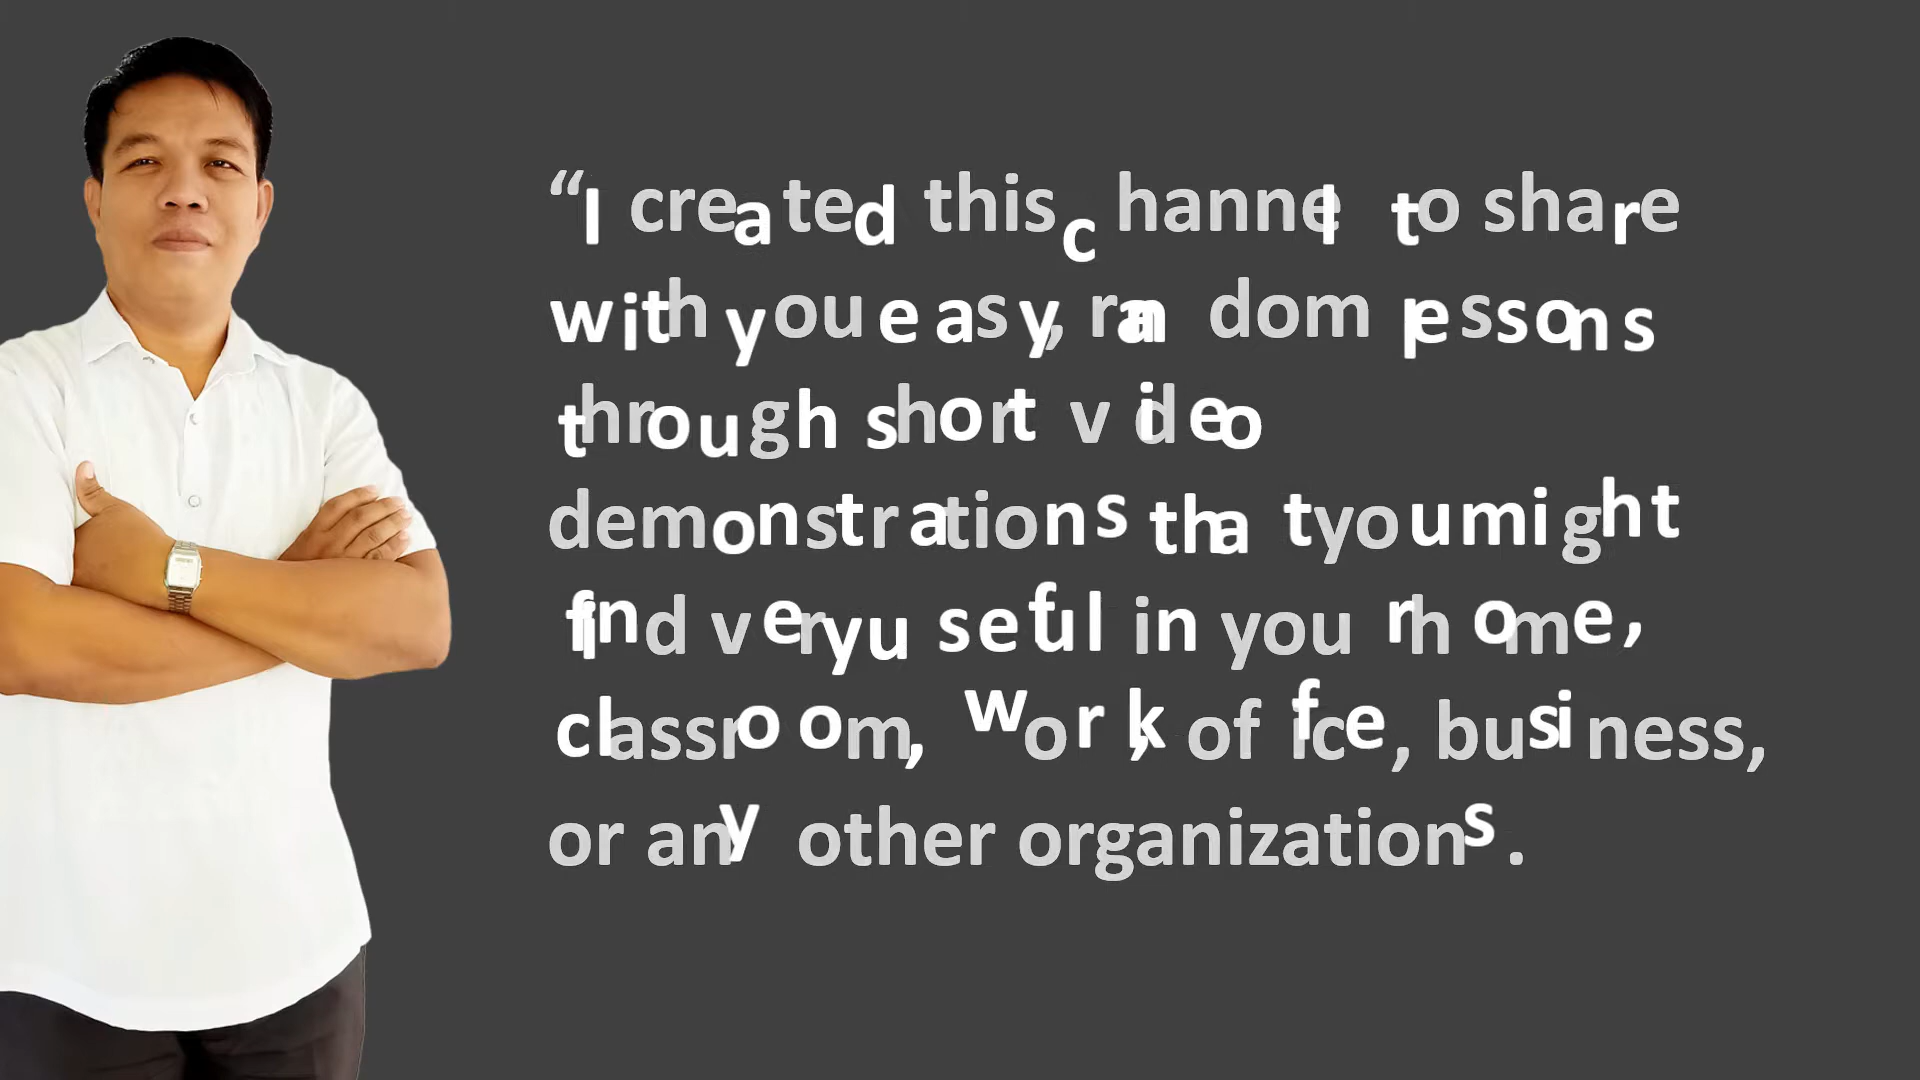 “I created this channel to share
with you easy, random lessons
through short video
demonstrations that you might
find very useful in your home,
classroom, work, office, business,
or any other organizations.